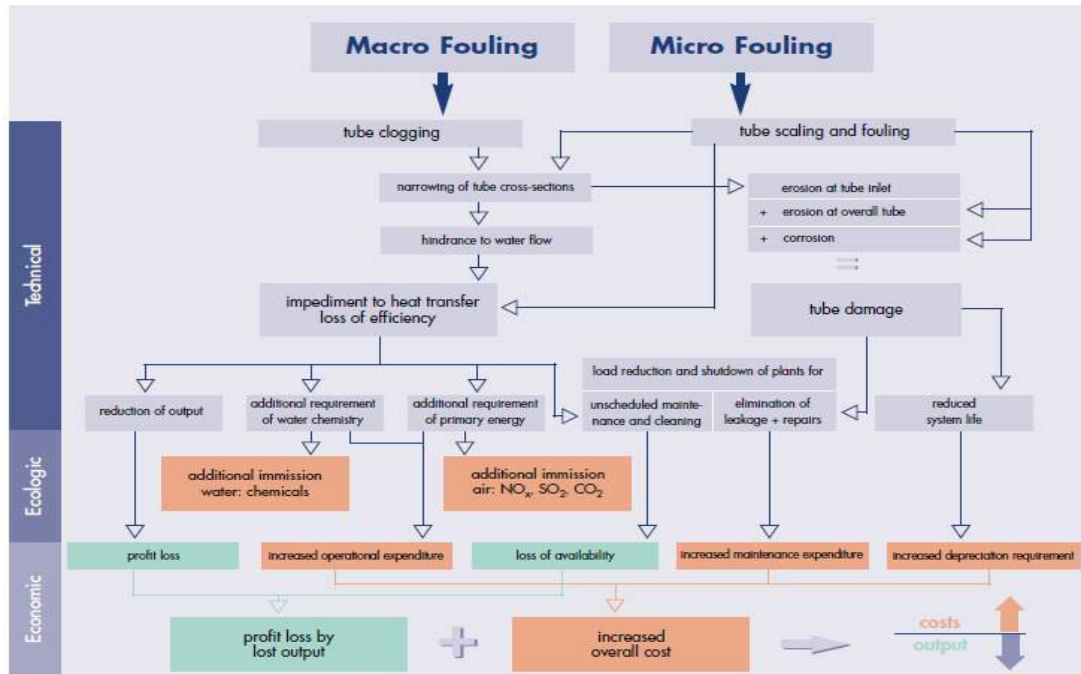 Macro Fouling
Micro Fouling
Technical
tube clogging
tube scaling and fouling
narrowing of tube cross-sections
erosion at tube inlet
+ erosion at overall tube
hindrance to water flow
+ corrosion
impediment to heat transfer
loss of efficiency
tube damage
load reduction and shutdown of plants for
reduction of output
additional requirement
of water chemistry
additional requirement
of primary energy
unscheduled mainte-
nance and cleaning
elimination of
leakage + repairs
reduced
system life
Ecologic
additional immission
water: chemicals
additional immission
air: NOx, SO2, CO2
Economic
profit loss
increased operational expenditure
loss of availability
increased maintenance expenditure
increased depreciation requirement
profit loss by
lost output
+
increased
overall cost
costs
output